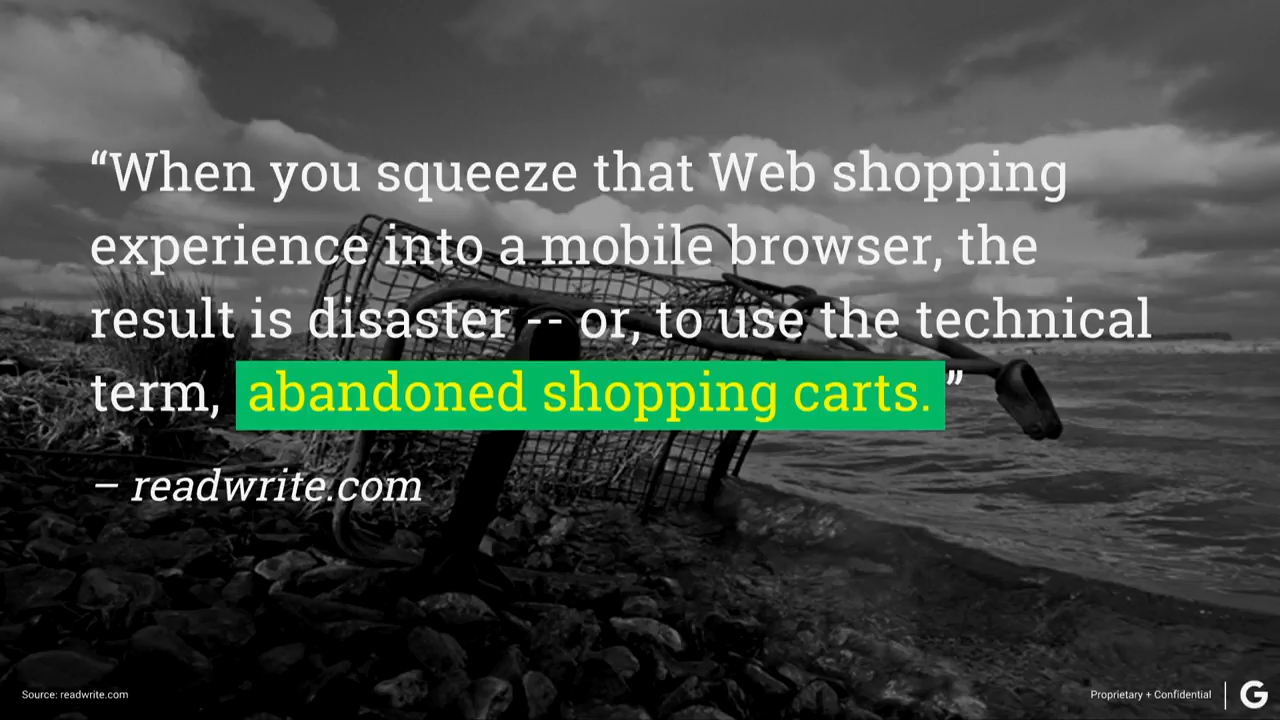 “When you squeeze that Web shopping
experience into a mobile browser, the
result is disaster -- or, to use the technical
term, abandoned shopping carts.”
– readwrite.com
Source: readwrite.com
Proprietary + Confidential
G